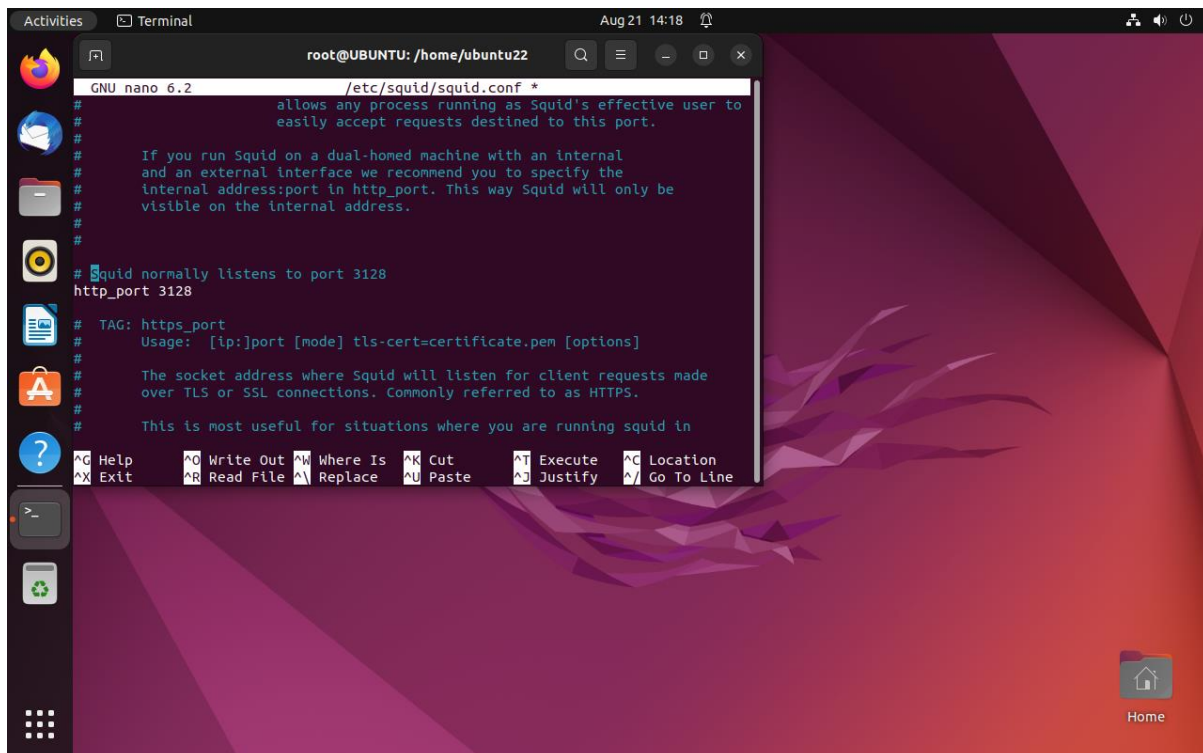 Activities Terminal Aug 21 14:18
root@UBUNTU: /home/ubuntu22
GNU nano 6.2 /etc/squid/squid.conf *
# allows any process running as Squid's effective user to
# easily accept requests destined to this port.
#
# If you run Squid on a dual-homed machine with an internal
# and an external interface we recommend you to specify the
# internal address:port in http_port. This way Squid will only be
# visible on the internal address.
#
#
# Squid normally listens to port 3128
http_port 3128
# TAG: https_port
# Usage: [ip:]port [mode] tls-cert=certificate.pem [options]
#
# The socket address where Squid will listen for client requests made
# over TLS or SSL connections. Commonly referred to as HTTPS.
#
# This is most useful for situations where you are running squid in
^G Help ^O Write Out ^W Where Is ^K Cut ^T Execute ^C Location
^X Exit ^R Read File ^\ Replace ^U Paste ^J Justify ^/ Go To Line
Home